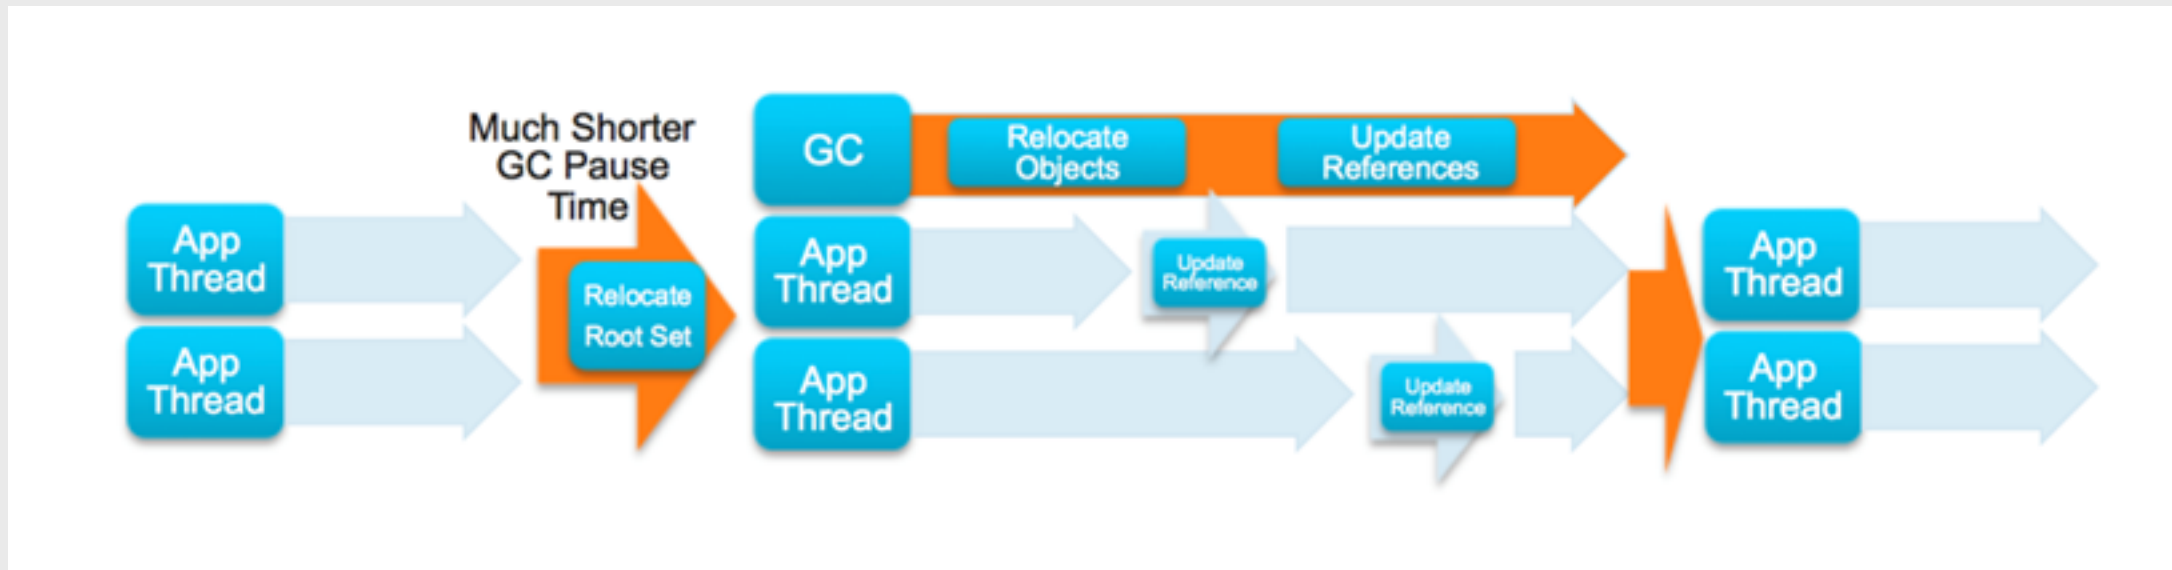 Much Shorter
GC Pause
Time
App
Thread
App
Thread
Relocate
Root Set
GC
Relocate
Objects
Update
References
App
Thread
Update
Reference
App
Thread
Update
Reference
App
Thread
App
Thread